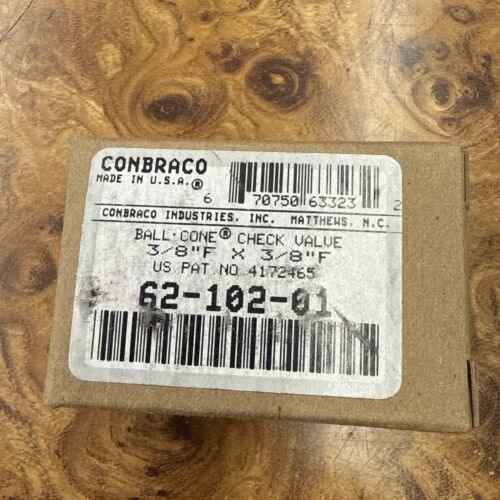 CONBRACO
MADE IN U.S.A.®
6 70750 63323 2
CONBRACO INDUSTRIES, INC. MATTHEWS, N.C.
BALL·CONE® CHECK VALVE
3/8"F X 3/8"F
US PAT NO. 4172465
62-102-01